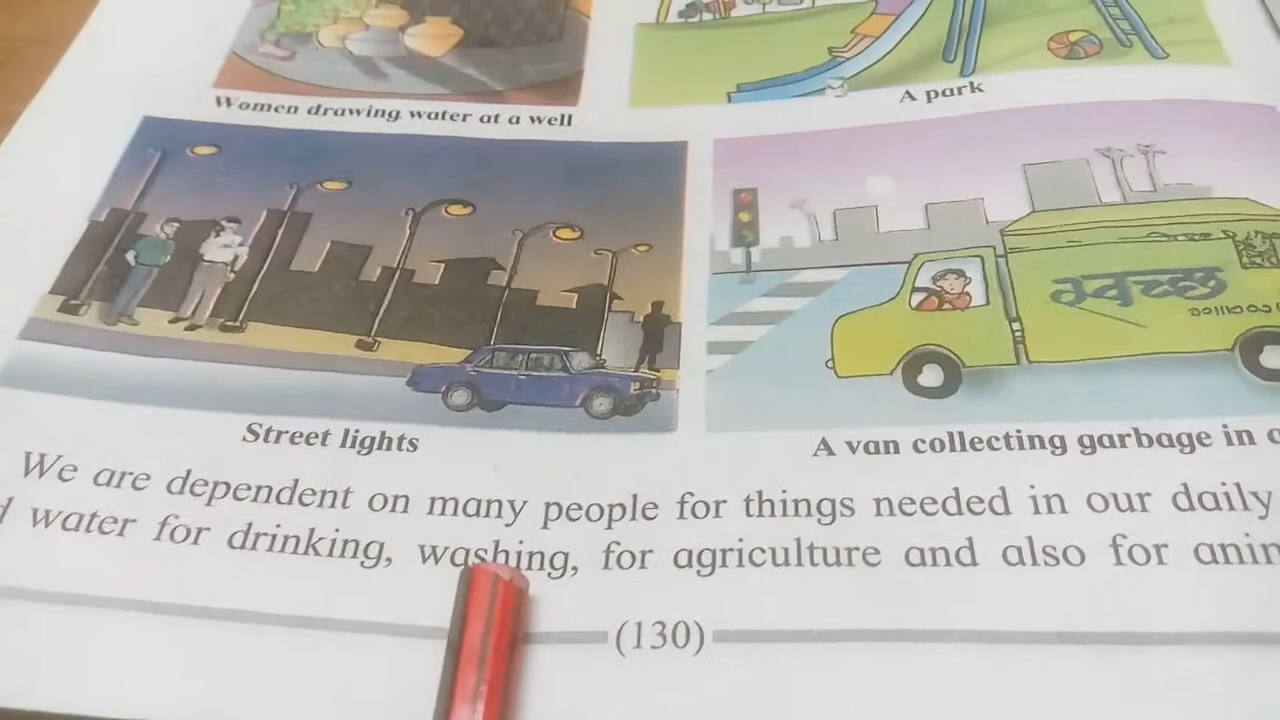 Women drawing water at a well
A park
स्वच्छ
Street lights
A van collecting garbage in
We are dependent on many people for things needed in our daily
water for drinking, washing, for agriculture and also for
(130)